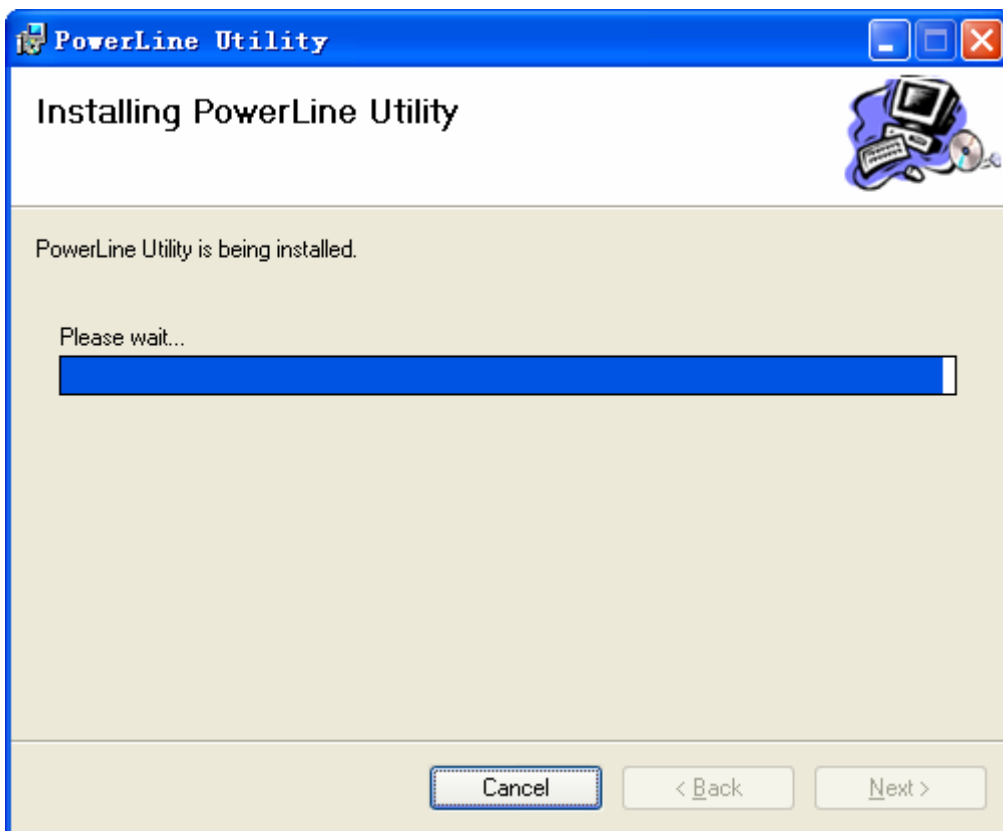 PowerLine Utility
Installing PowerLine Utility
PowerLine Utility is being installed.
Please wait...
Cancel
< Back
Next >